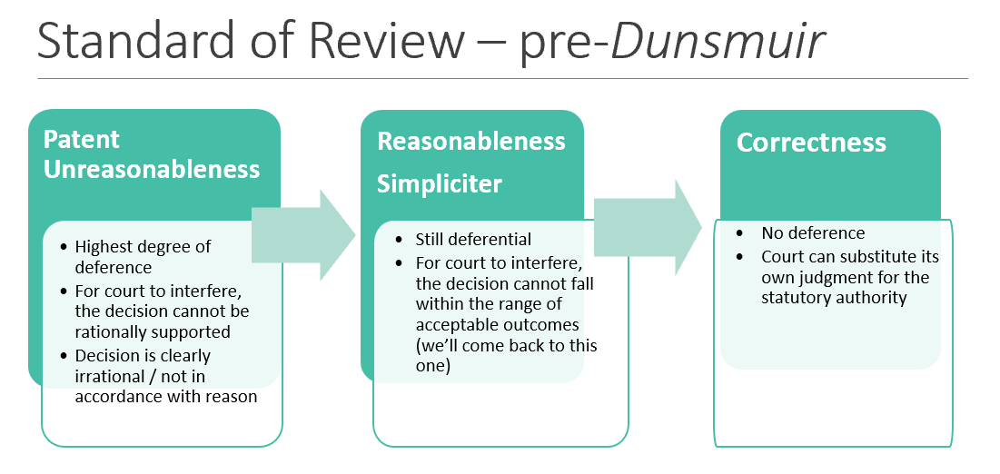 Standard of Review – pre-Dunsmuir
Patent
Unreasonableness
• Highest degree of
deference
• For court to interfere,
the decision cannot be
rationally supported
• Decision is clearly
irrational / not in
accordance with reason
Reasonableness
Simpliciter
• Still deferential
• For court to interfere,
the decision cannot fall
within the range of
acceptable outcomes
(we’ll come back to this
one)
Correctness
• No deference
• Court can substitute its
own judgment for the
statutory authority